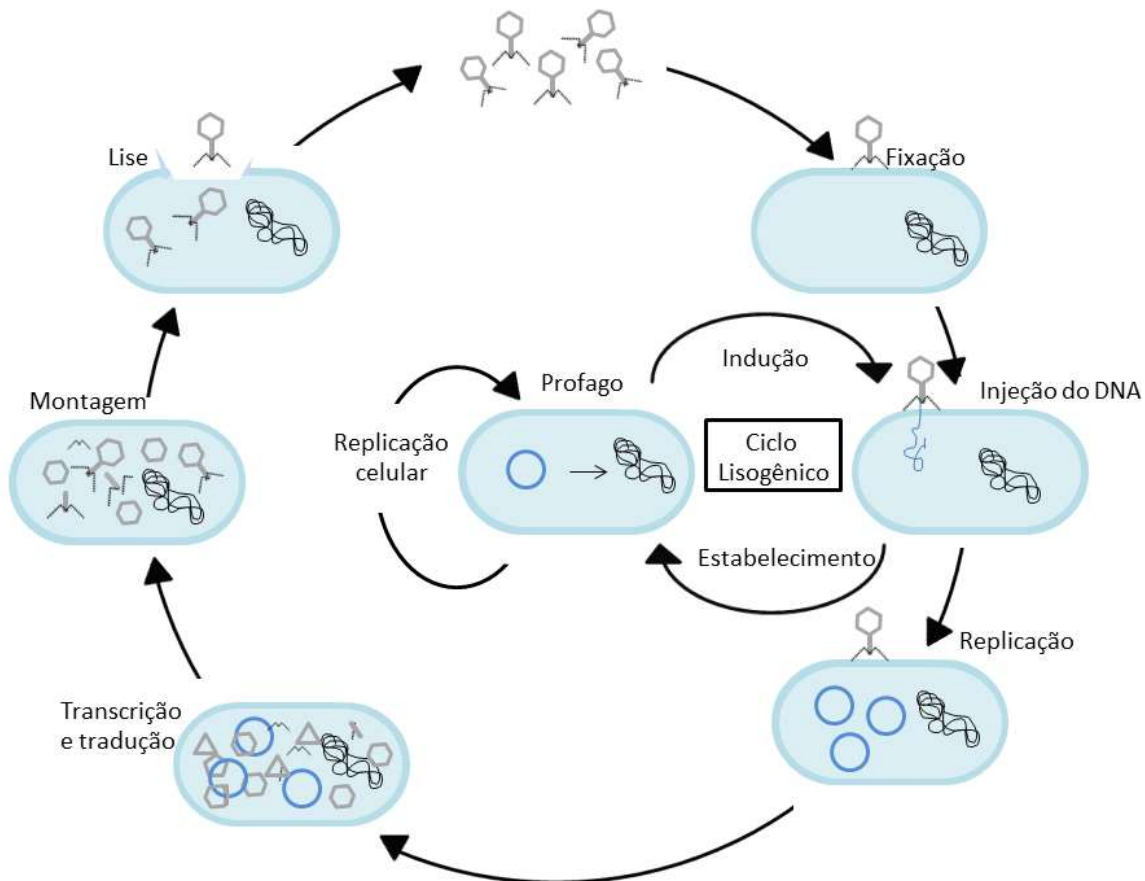 Lise
Fixação
Indução
Profago
Injeção do DNA
Montagem
Replicação
celular
Ciclo
Lisogênico
Estabelecimento
Replicação
Transcrição
e tradução